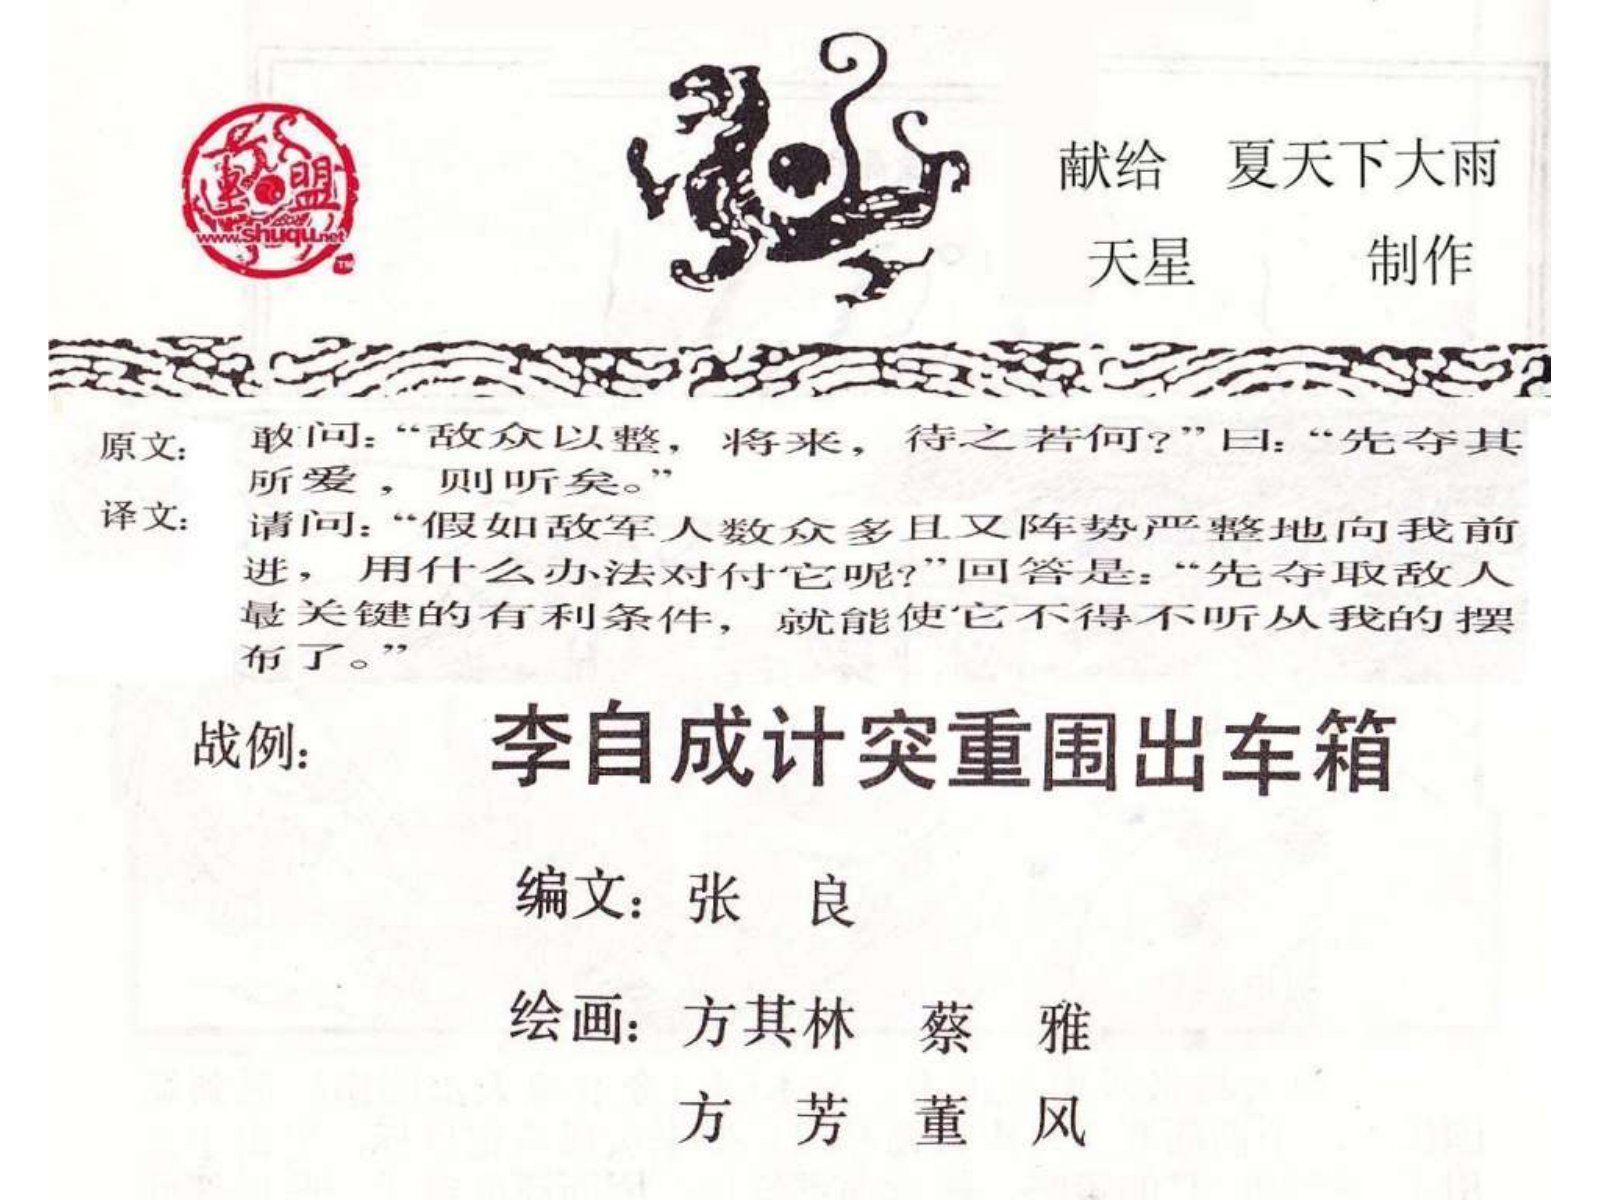 連盟
www.shuqu.net
献给 夏天下大雨
天星 制作
原文： 敢问：“敌众以整，将来，待之若何？”曰：“先夺其
所爱，则听矣。”
译文： 请问：“假如敌军人数众多且又阵势严整地向我前
进，用什么办法对付它呢？”回答是：“先夺取敌人
最关键的有利条件，就能使它不得不听从我的摆
布了。”
战例： 李自成计突重围出车箱
编文：张 良
绘画：方其林 蔡 雅
方 芳 董 风